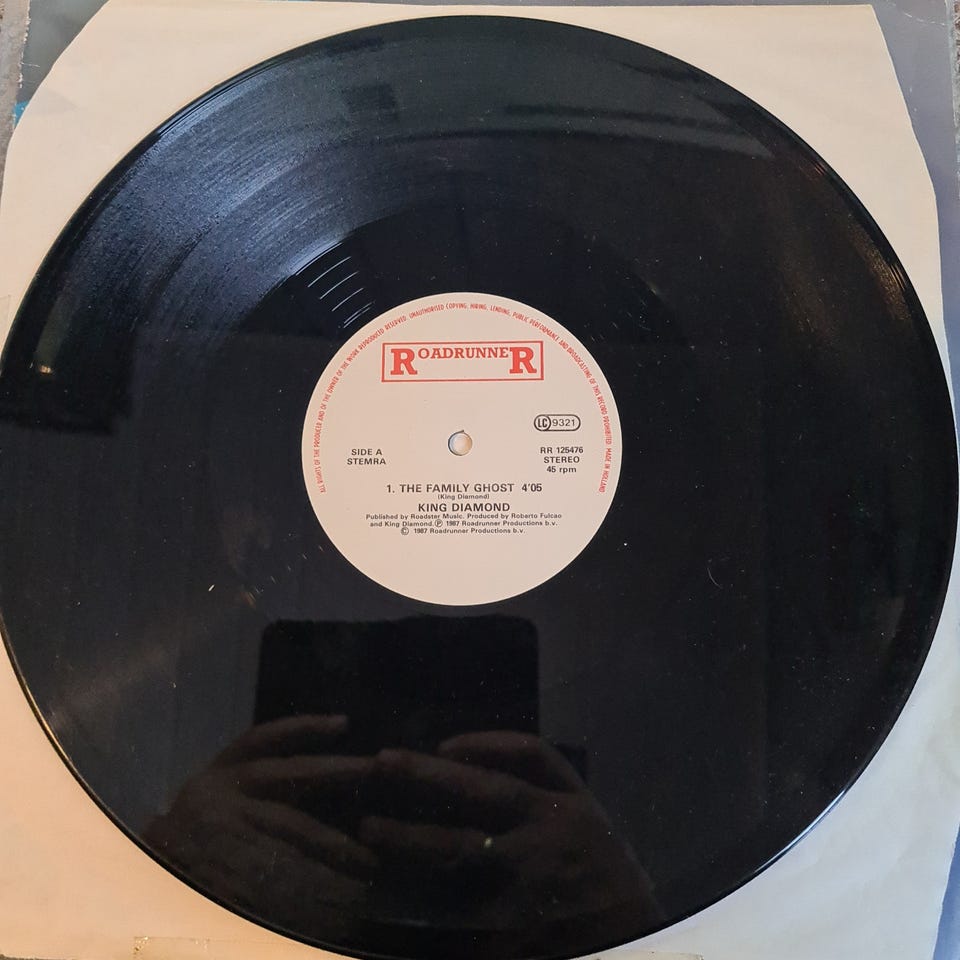 ALL RIGHTS OF THE PRODUCER AND OF THE OWNER OF THE WORK REPRODUCED RESERVED. UNAUTHORISED COPYING, HIRING, LENDING, PUBLIC PERFORMANCE AND BROADCASTING OF THIS RECORD PROHIBITED. MADE IN HOLLAND
ROADRUNNER
LC 9321
SIDE A
STEMRA
RR 125476
STEREO
45 rpm
1. THE FAMILY GHOST 4'05
(King Diamond)
KING DIAMOND
Published by Roadster Music. Produced by Roberto Fulcao
and King Diamond. Ⓟ 1987 Roadrunner Productions b.v.
© 1987 Roadrunner Productions b.v.